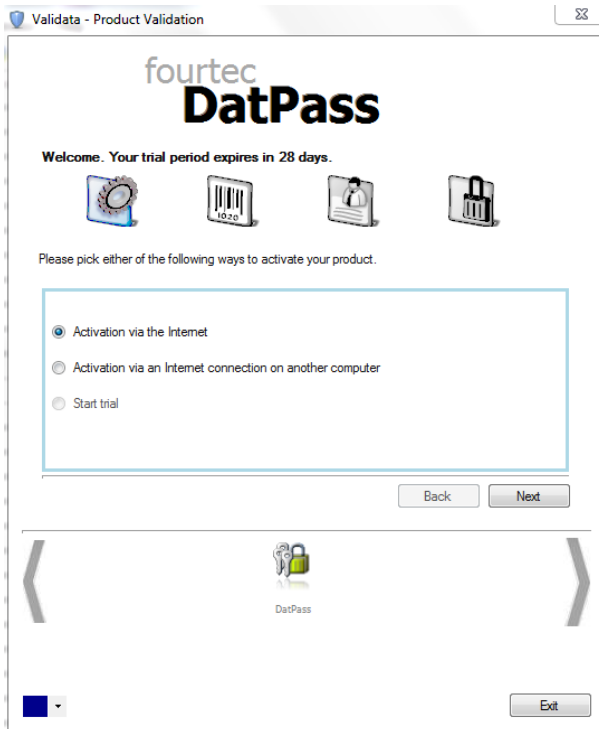 Validata - Product Validation
fourtec
DatPass
Welcome. Your trial period expires in 28 days.
1020
Please pick either of the following ways to activate your product.
Activation via the Internet
Activation via an Internet connection on another computer
Start trial
Back
Next
DatPass
Exit